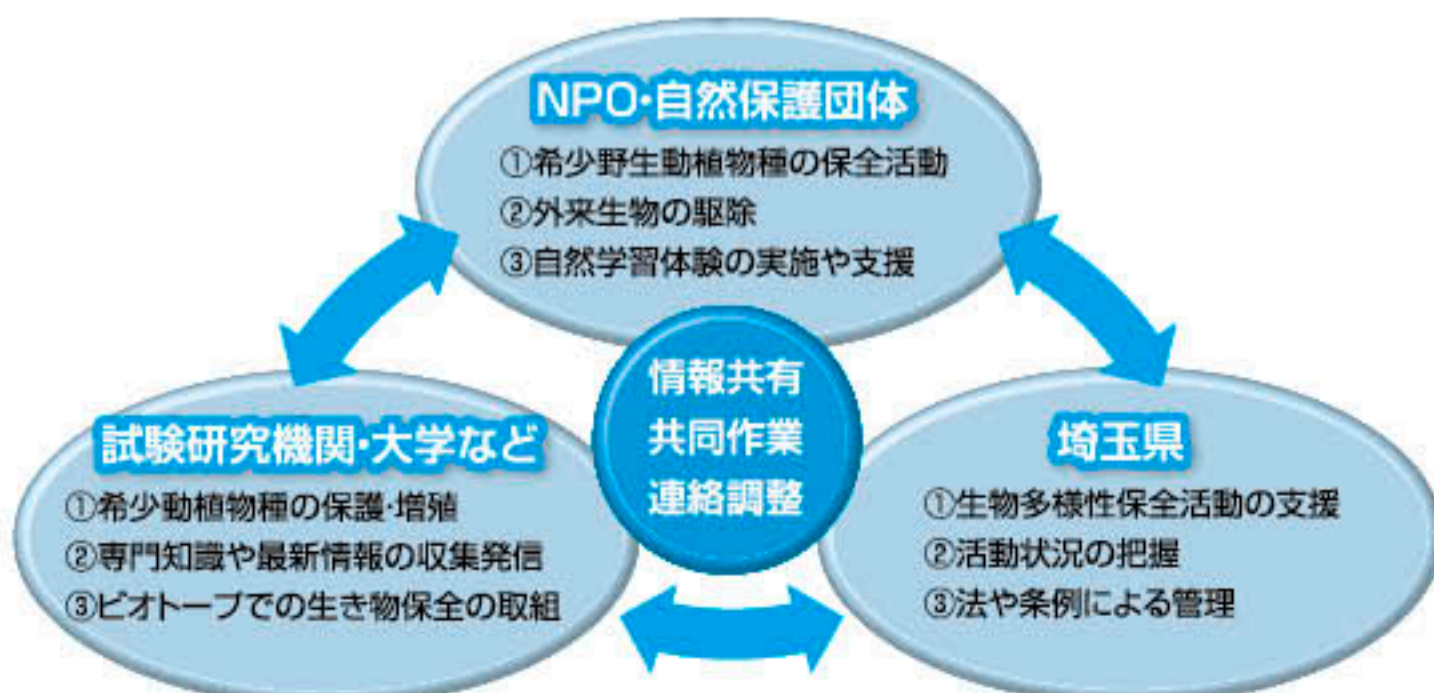 NPO・自然保護団体
①希少野生動植物種の保全活動
②外来生物の駆除
③自然学習体験の実施や支援
情報共有
共同作業
連絡調整
試験研究機関・大学など
①希少動植物種の保護・増殖
②専門知識や最新情報の収集発信
③ビオトープでの生き物保全の取組
埼玉県
①生物多様性保全活動の支援
②活動状況の把握
③法や条例による管理